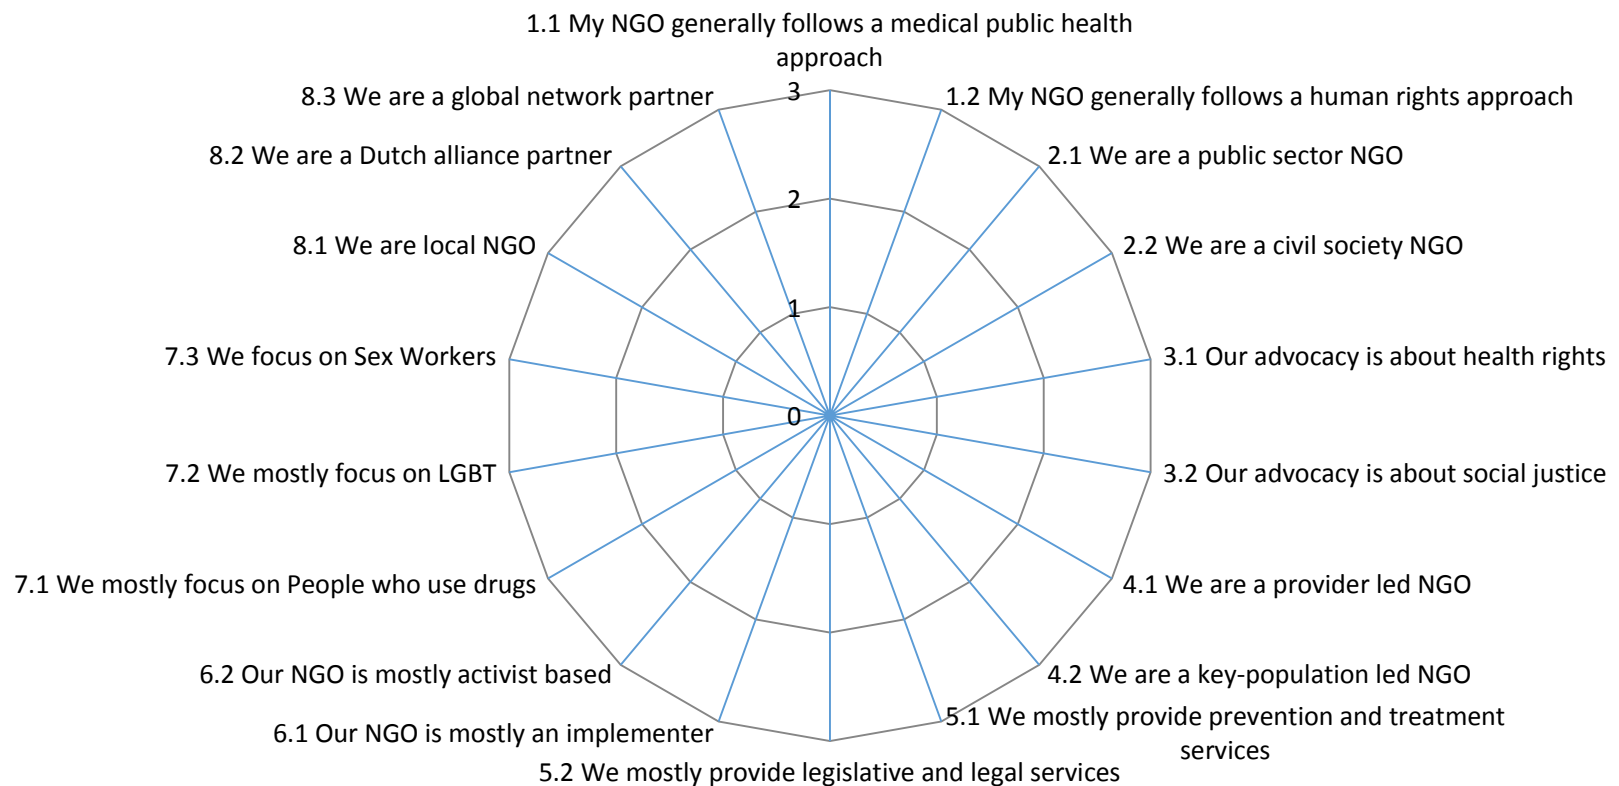 1.1 My NGO generally follows a medical public health
approach
8.3 We are a global network partner
3
1.2 My NGO generally follows a human rights approach
8.2 We are a Dutch alliance partner
2.1 We are a public sector NGO
2
8.1 We are local NGO
2.2 We are a civil society NGO
1
7.3 We focus on Sex Workers
3.1 Our advocacy is about health rights
0
7.2 We mostly focus on LGBT
3.2 Our advocacy is about social justice
7.1 We mostly focus on People who use drugs
4.1 We are a provider led NGO
6.2 Our NGO is mostly activist based
4.2 We are a key-population led NGO
5.1 We mostly provide prevention and treatment
services
6.1 Our NGO is mostly an implementer
5.2 We mostly provide legislative and legal services